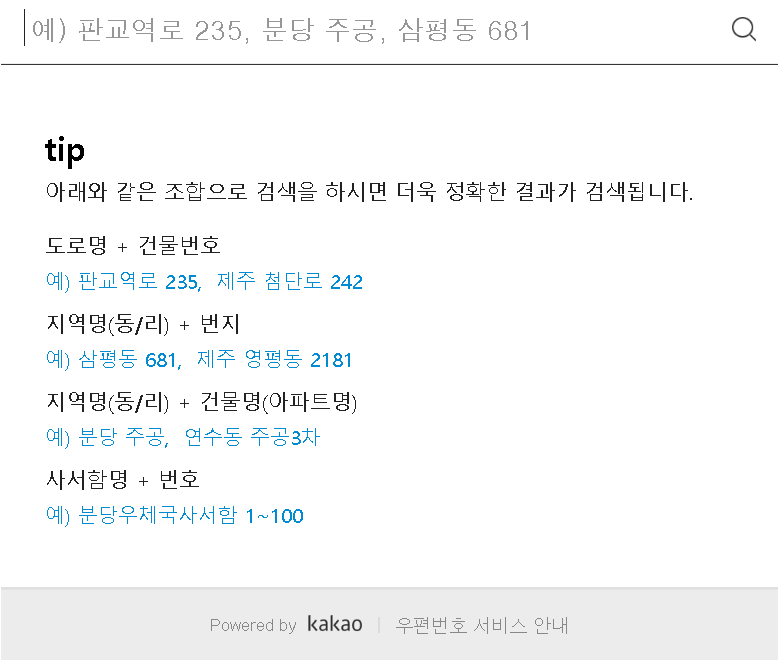 예) 판교역로 235, 분당 주공, 삼평동 681
tip
아래와 같은 조합으로 검색을 하시면 더욱 정확한 결과가 검색됩니다.
도로명 + 건물번호
예) 판교역로 235, 제주 첨단로 242
지역명(동/리) + 번지
예) 삼평동 681, 제주 영평동 2181
지역명(동/리) + 건물명(아파트명)
예) 분당 주공, 연수동 주공3차
사서함명 + 번호
예) 분당우체국사서함 1~100
Powered by kakao | 우편번호 서비스 안내